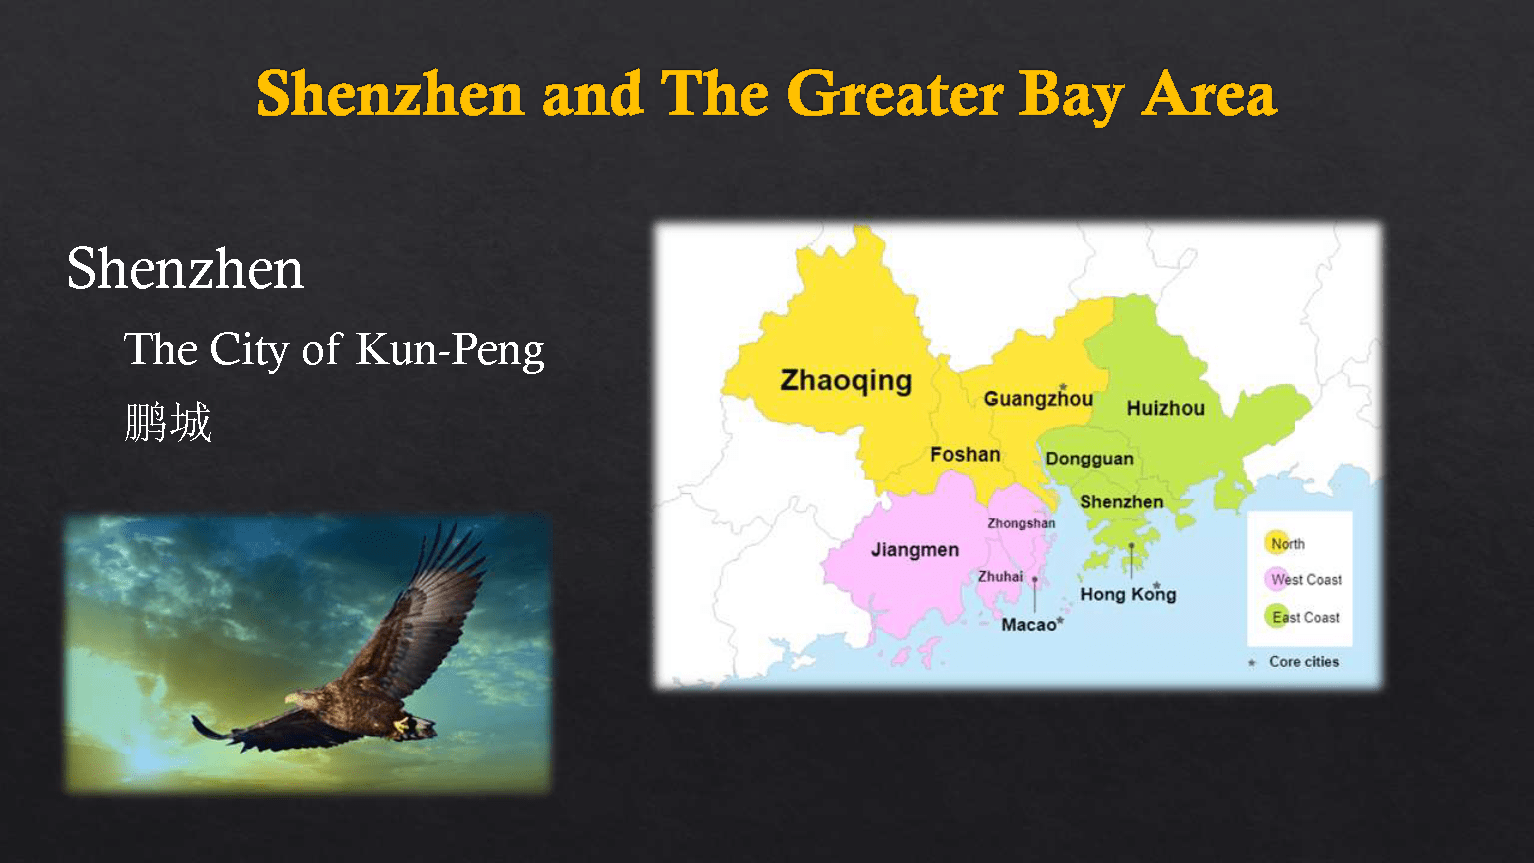 Shenzhen and The Greater Bay Area
Shenzhen
The City of Kun-Peng
鹏城
Zhaoqing
Guangzhou
Huizhou
Foshan
Dongguan
Shenzhen
Zhongshan
Jiangmen
Zhuhai
Hong Kong
Macao
North
West Coast
East Coast
Core cities